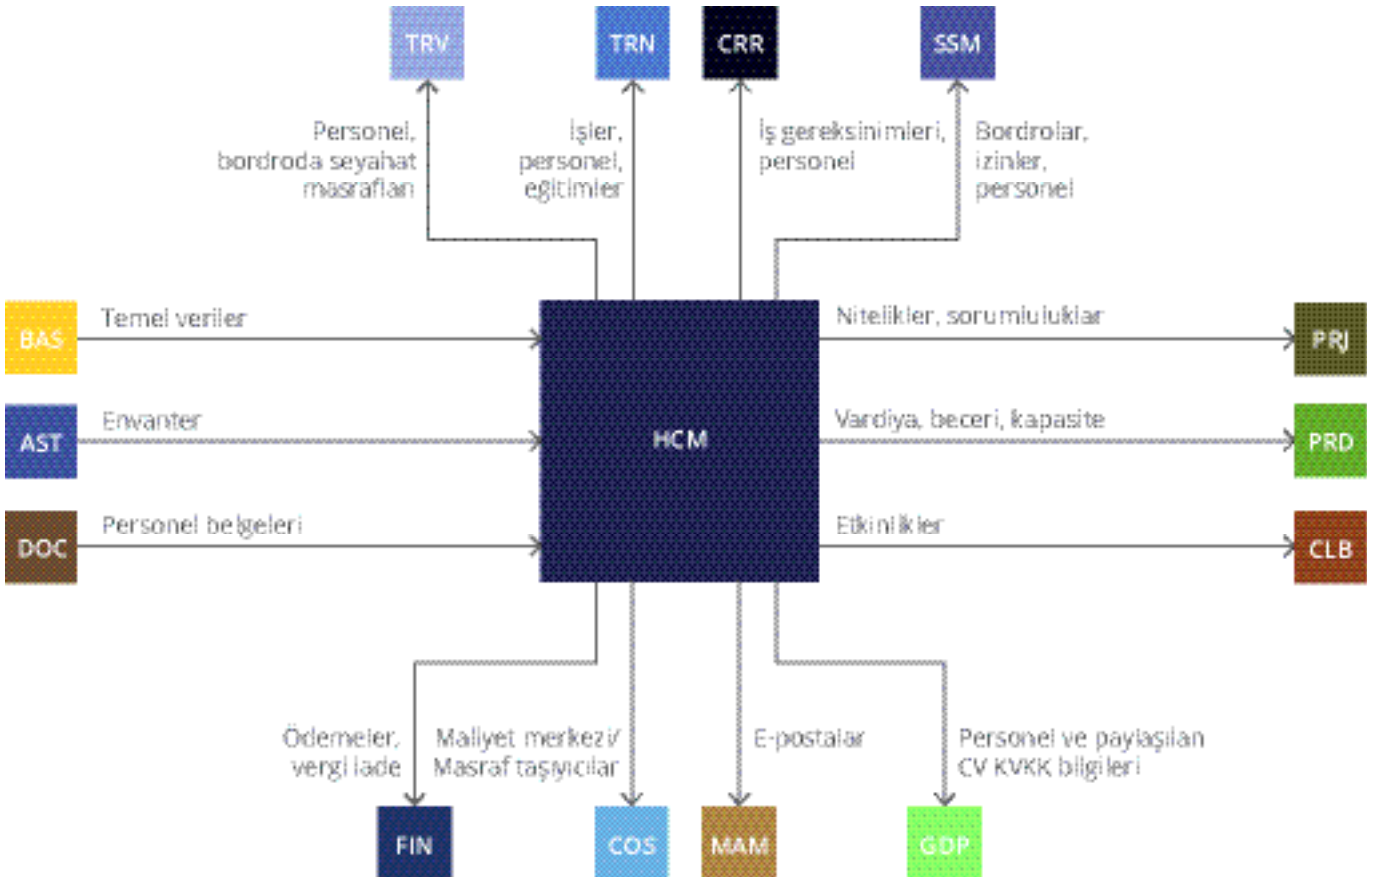 TRV
TRN
CRR
SSM
Personel,
bordroda seyahat
masrafları
İşler,
personel,
eğitimler
İş gereksinimleri,
personel
Bordrolar,
izinler,
personel
BAS
Temel veriler
AST
Envanter
DOC
Personel belgeleri
HCM
Nitelikler, sorumluluklar
PRJ
Vardiya, beceri, kapasite
PRD
Etkinlikler
CLB
Ödemeler,
vergi iade
Maliyet merkezi/
Masraf taşıyıcılar
E-postalar
Personel ve paylaşılan
CV KVKK bilgileri
FIN
COS
MAM
GDP